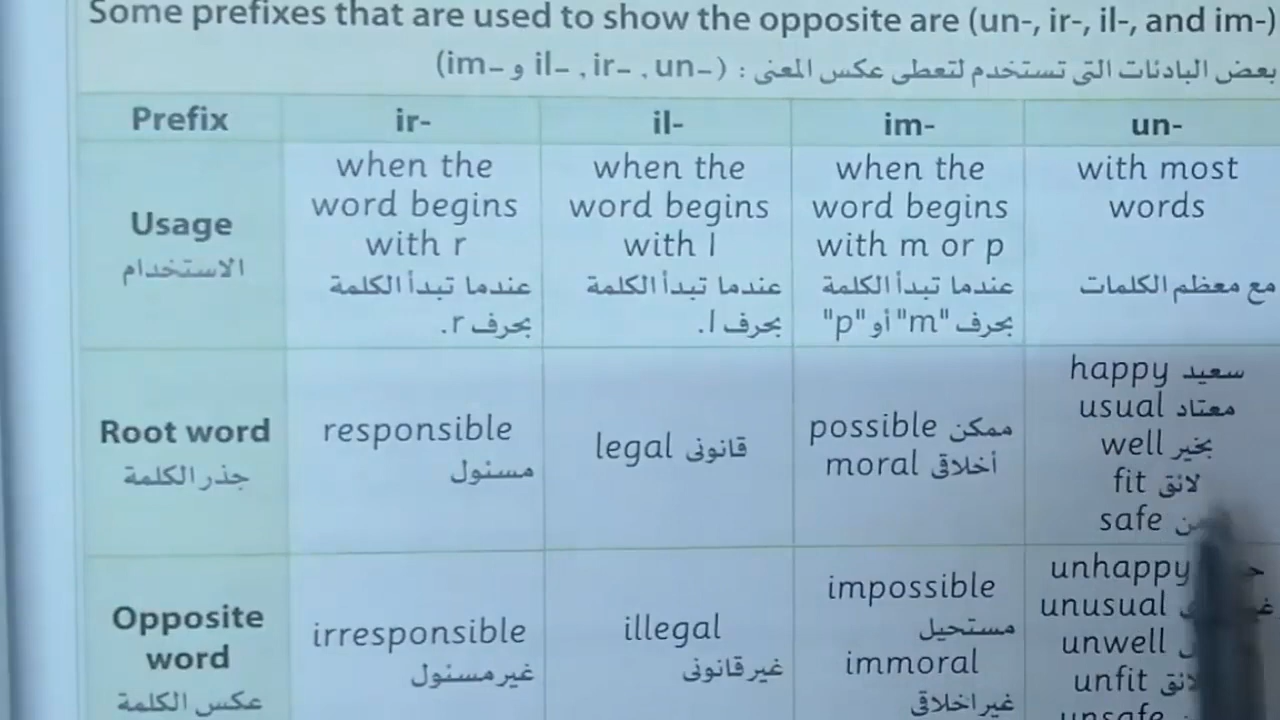 Some prefixes that are used to show the opposite are (un-, ir-, il-, and im-)
بعض البادئات التى تستخدم لتعطى عكس المعنى : (un- ، ir- ، il- و im-)
Prefix
ir-
il-
im-
un-
Usage
الاستخدام
when the
word begins
with r
عندما تبدأ الكلمة
بحرف r.
when the
word begins
with l
عندما تبدأ الكلمة
بحرف l.
when the
word begins
with m or p
عندما تبدأ الكلمة
بحرف "m" أو "p"
with most
words
مع معظم الكلمات
Root word
جذر الكلمة
responsible
مسئول
legal قانونى
possible ممكن
moral أخلاقى
happy سعيد
usual معتاد
well بخير
fit لائق
safe
Opposite
word
عكس الكلمة
irresponsible
غير مسئول
illegal
غير قانونى
impossible
مستحيل
immoral
غير اخلاقى
unhappy
unusual
unwell
unfit
unsafe